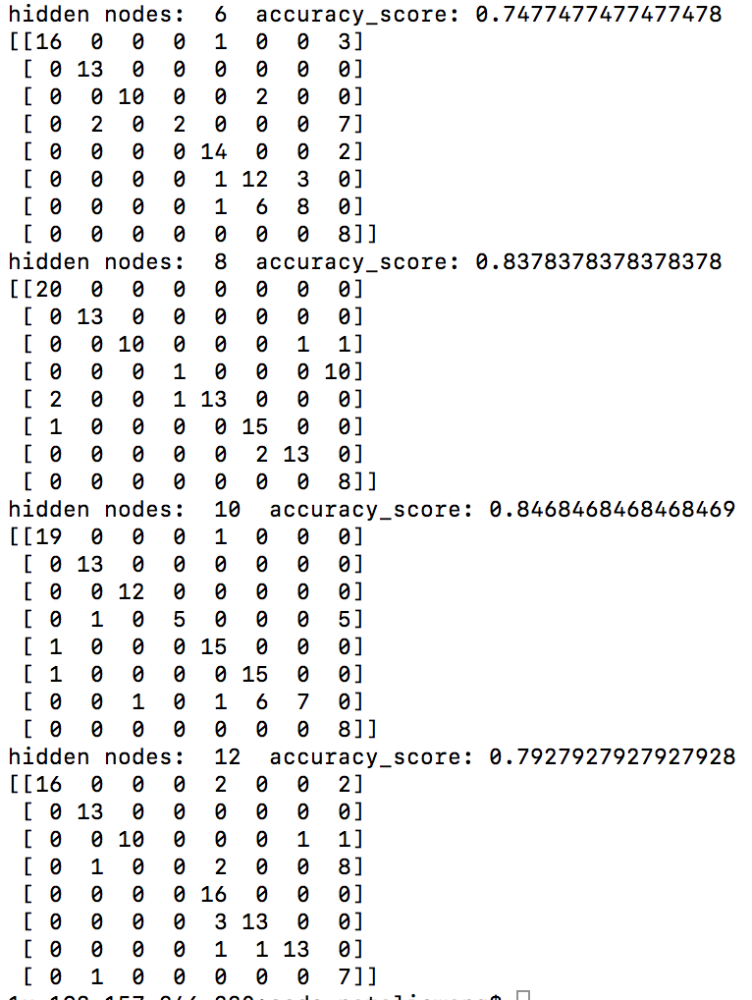 hidden nodes:  6  accuracy_score: 0.7477477477477478
[[16  0  0  0  1  0  0  3]
 [ 0 13  0  0  0  0  0  0]
 [ 0  0 10  0  0  2  0  0]
 [ 0  2  0  2  0  0  0  7]
 [ 0  0  0  0 14  0  0  2]
 [ 0  0  0  0  1 12  3  0]
 [ 0  0  0  0  1  6  8  0]
 [ 0  0  0  0  0  0  0  8]]
hidden nodes:  8  accuracy_score: 0.8378378378378378
[[20  0  0  0  0  0  0  0]
 [ 0 13  0  0  0  0  0  0]
 [ 0  0 10  0  0  0  1  1]
 [ 0  0  0  1  0  0  0 10]
 [ 2  0  0  1 13  0  0  0]
 [ 1  0  0  0  0 15  0  0]
 [ 0  0  0  0  0  2 13  0]
 [ 0  0  0  0  0  0  0  8]]
hidden nodes:  10  accuracy_score: 0.8468468468468469
[[19  0  0  0  1  0  0  0]
 [ 0 13  0  0  0  0  0  0]
 [ 0  0 12  0  0  0  0  0]
 [ 0  1  0  5  0  0  0  5]
 [ 1  0  0  0 15  0  0  0]
 [ 1  0  0  0  0 15  0  0]
 [ 0  0  1  0  1  6  7  0]
 [ 0  0  0  0  0  0  0  8]]
hidden nodes:  12  accuracy_score: 0.7927927927927928
[[16  0  0  0  2  0  0  2]
 [ 0 13  0  0  0  0  0  0]
 [ 0  0 10  0  0  0  1  1]
 [ 0  1  0  0  2  0  0  8]
 [ 0  0  0  0 16  0  0  0]
 [ 0  0  0  0  3 13  0  0]
 [ 0  0  0  0  1  1 13  0]
 [ 0  1  0  0  0  0  0  7]]